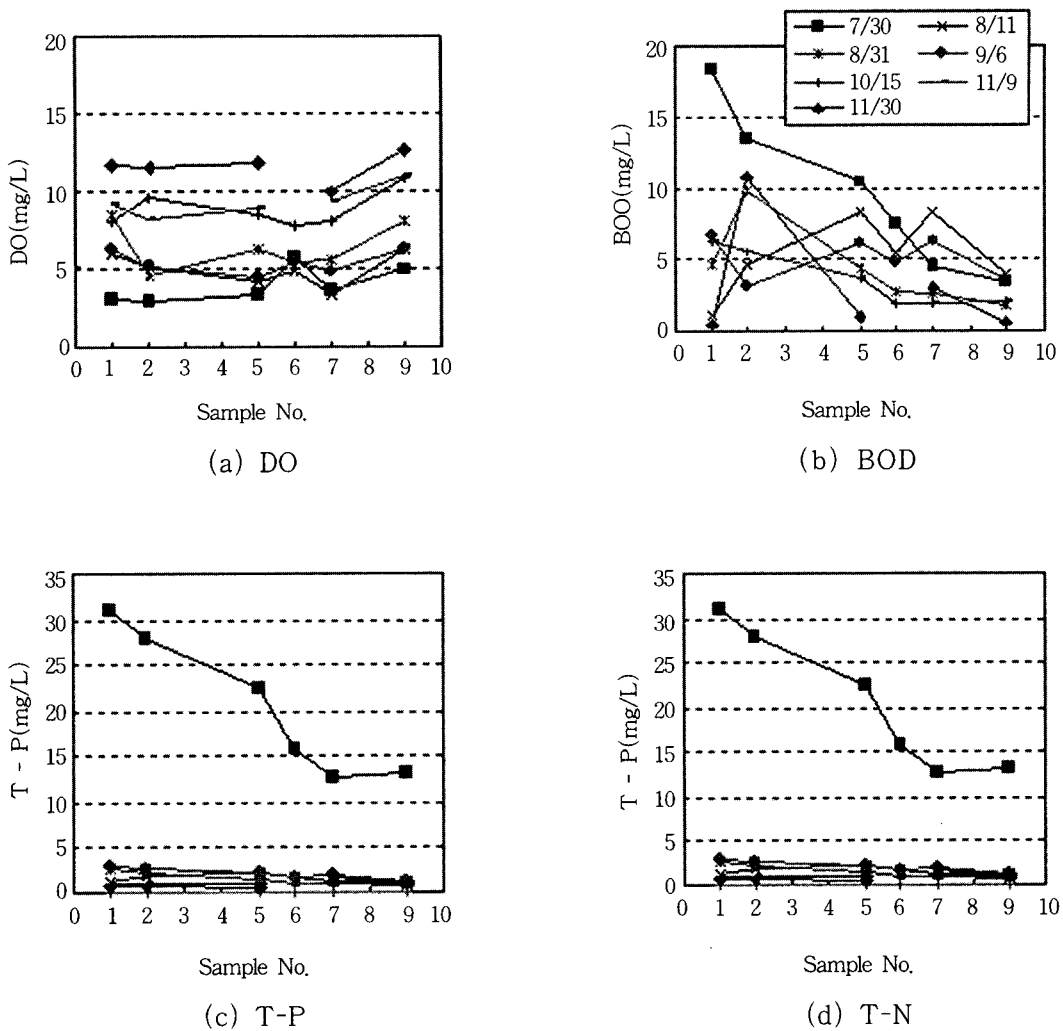 20
15
10
5
0
DO(mg/L)
0 1 2 3 4 5 6 7 8 9 10
Sample No.
(a) DO
7/30 8/11
8/31 9/6
10/15 11/9
11/30
20
15
10
5
0
BOO(mg/L)
0 1 2 3 4 5 6 7 8 9 10
Sample No.
(b) BOD
35
30
25
20
15
10
5
0
T - P(mg/L)
0 1 2 3 4 5 6 7 8 9 10
Sample No.
(c) T-P
35
30
25
20
15
10
5
0
T - P(mg/L)
0 1 2 3 4 5 6 7 8 9 10
Sample No.
(d) T-N